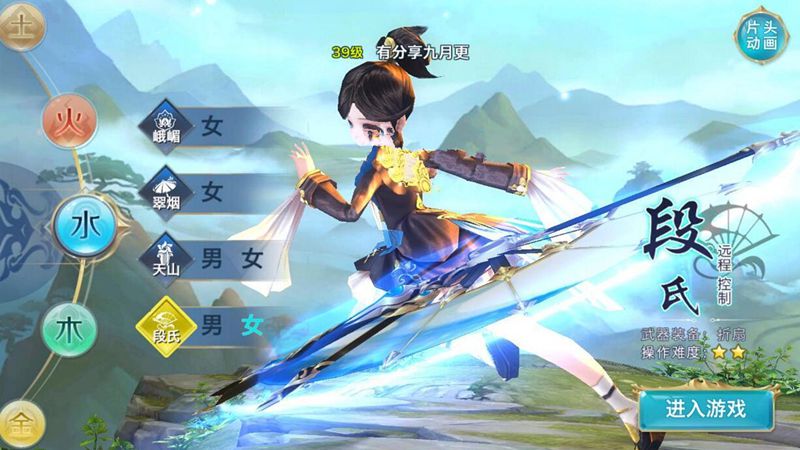 土
火
水
木
金
峨嵋 女
翠烟 女
天山 男 女
段氏 男 女
39级 有分享九月更
片头
动画
段氏
远程 控制
武器装备：折扇
操作难度：
进入游戏